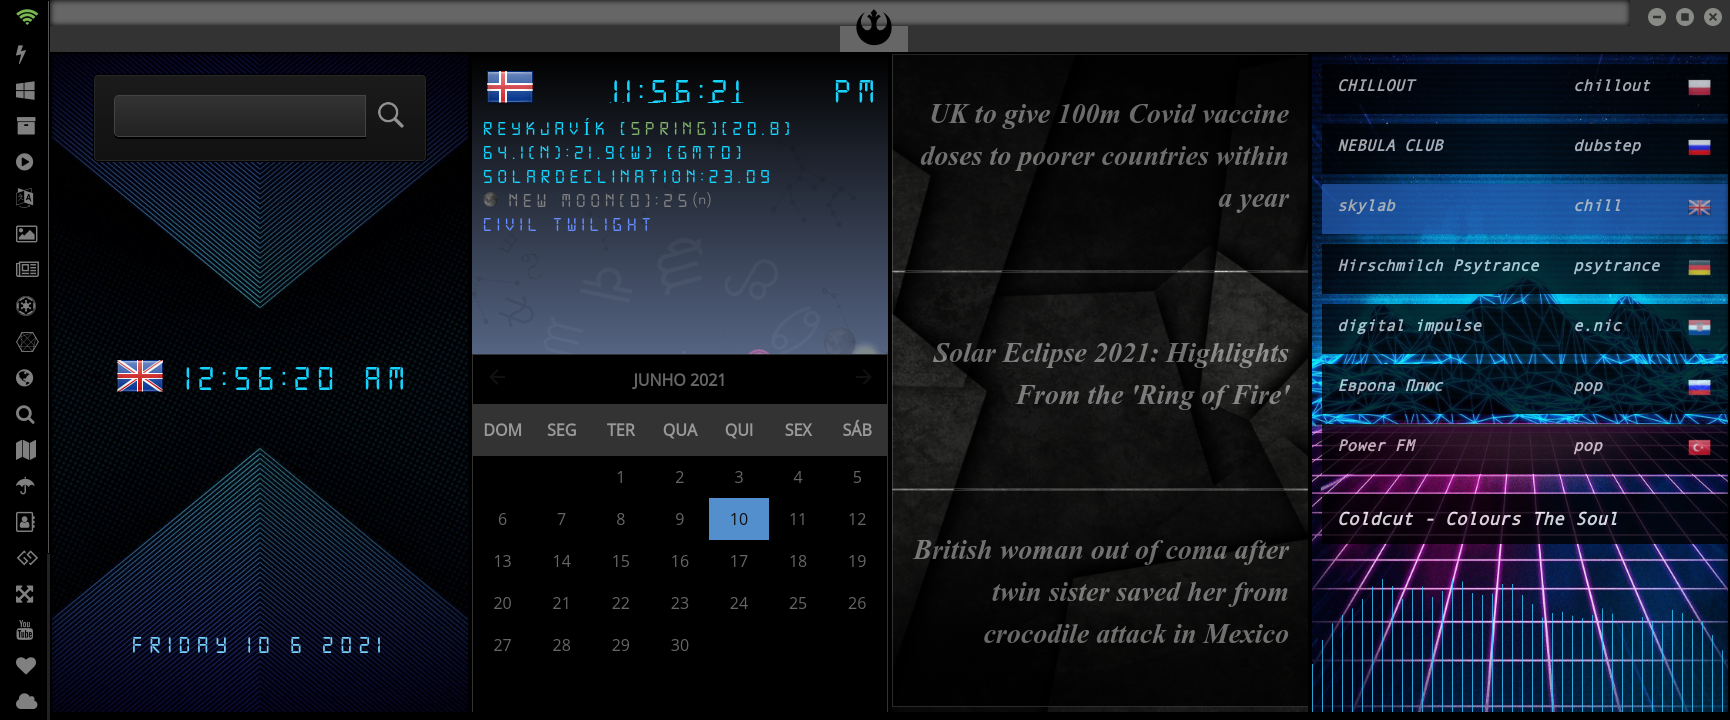 12:56:20 AM
FRIDAY 10 6 2021
11:56:21 PM
REYKJAVÍK [SPRING][20.8]
64.1(N):21.9(W) [GMT0]
SOLARDECLINATION:23.09
NEW MOON[0]:25(n)
CIVIL TWILIGHT
JUNHO 2021
DOM SEG TER QUA QUI SEX SÁB
1 2 3 4 5
6 7 8 9 10 11 12
13 14 15 16 17 18 19
20 21 22 23 24 25 26
27 28 29 30
UK to give 100m Covid vaccine
doses to poorer countries within
a year
Solar Eclipse 2021: Highlights
From the 'Ring of Fire'
British woman out of coma after
twin sister saved her from
crocodile attack in Mexico
CHILLOUT chillout
NEBULA CLUB dubstep
skylab chill
Hirschmilch Psytrance psytrance
digital impulse e.nic
Европа Плюс pop
Power FM pop
Coldcut - Colours The Soul
You Tube